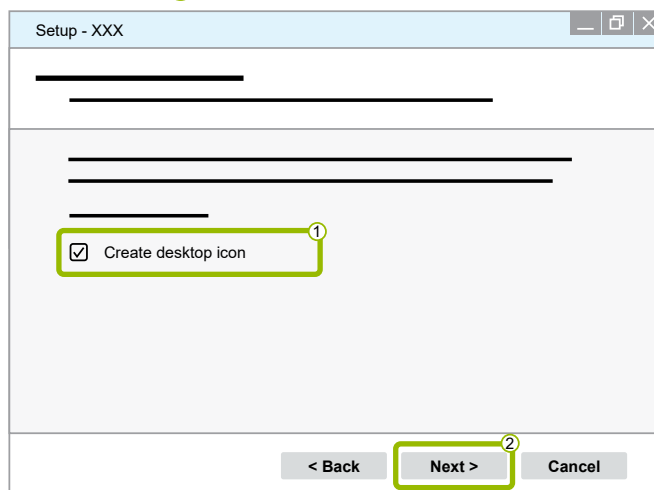 Setup - XXX
1
Create desktop icon
2
< Back Next > Cancel